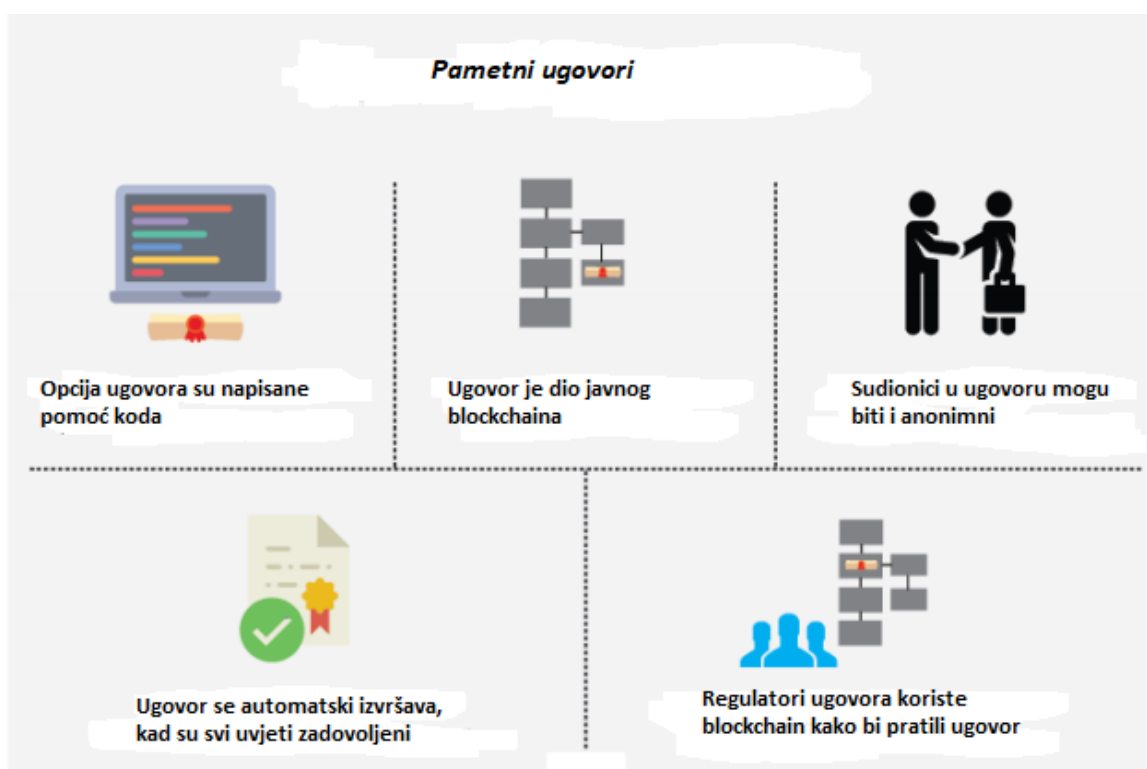 Pametni ugovori
Opcija ugovora su napisane
pomoć koda
Ugovor je dio javnog
blockchaina
Sudionici u ugovoru mogu
biti i anonimni
Ugovor se automatski izvršava,
kad su svi uvjeti zadovoljeni
Regulatori ugovora koriste
blockchain kako bi pratili ugovor